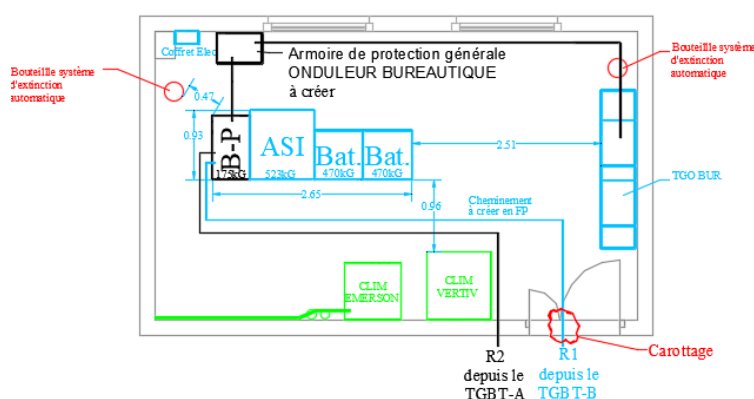 Coffret Elec
Armoire de protection générale
ONDULEUR BUREAUTIQUE
à créer
Bouteillle système
d'extinction
automatique
Bouteillle système
d'extinction
automatique
0.47
0.93
B-P
175kG
ASI
523kG
Bat.
470kG
Bat.
470kG
2.51
TGO BUR
2.65
0.96
Cheminement
à créer en FP
CLIM
EMERSON
CLIM
VERTIV
Carottage
R2
depuis le
TGBT-A
R1
depuis le
TGBT-B